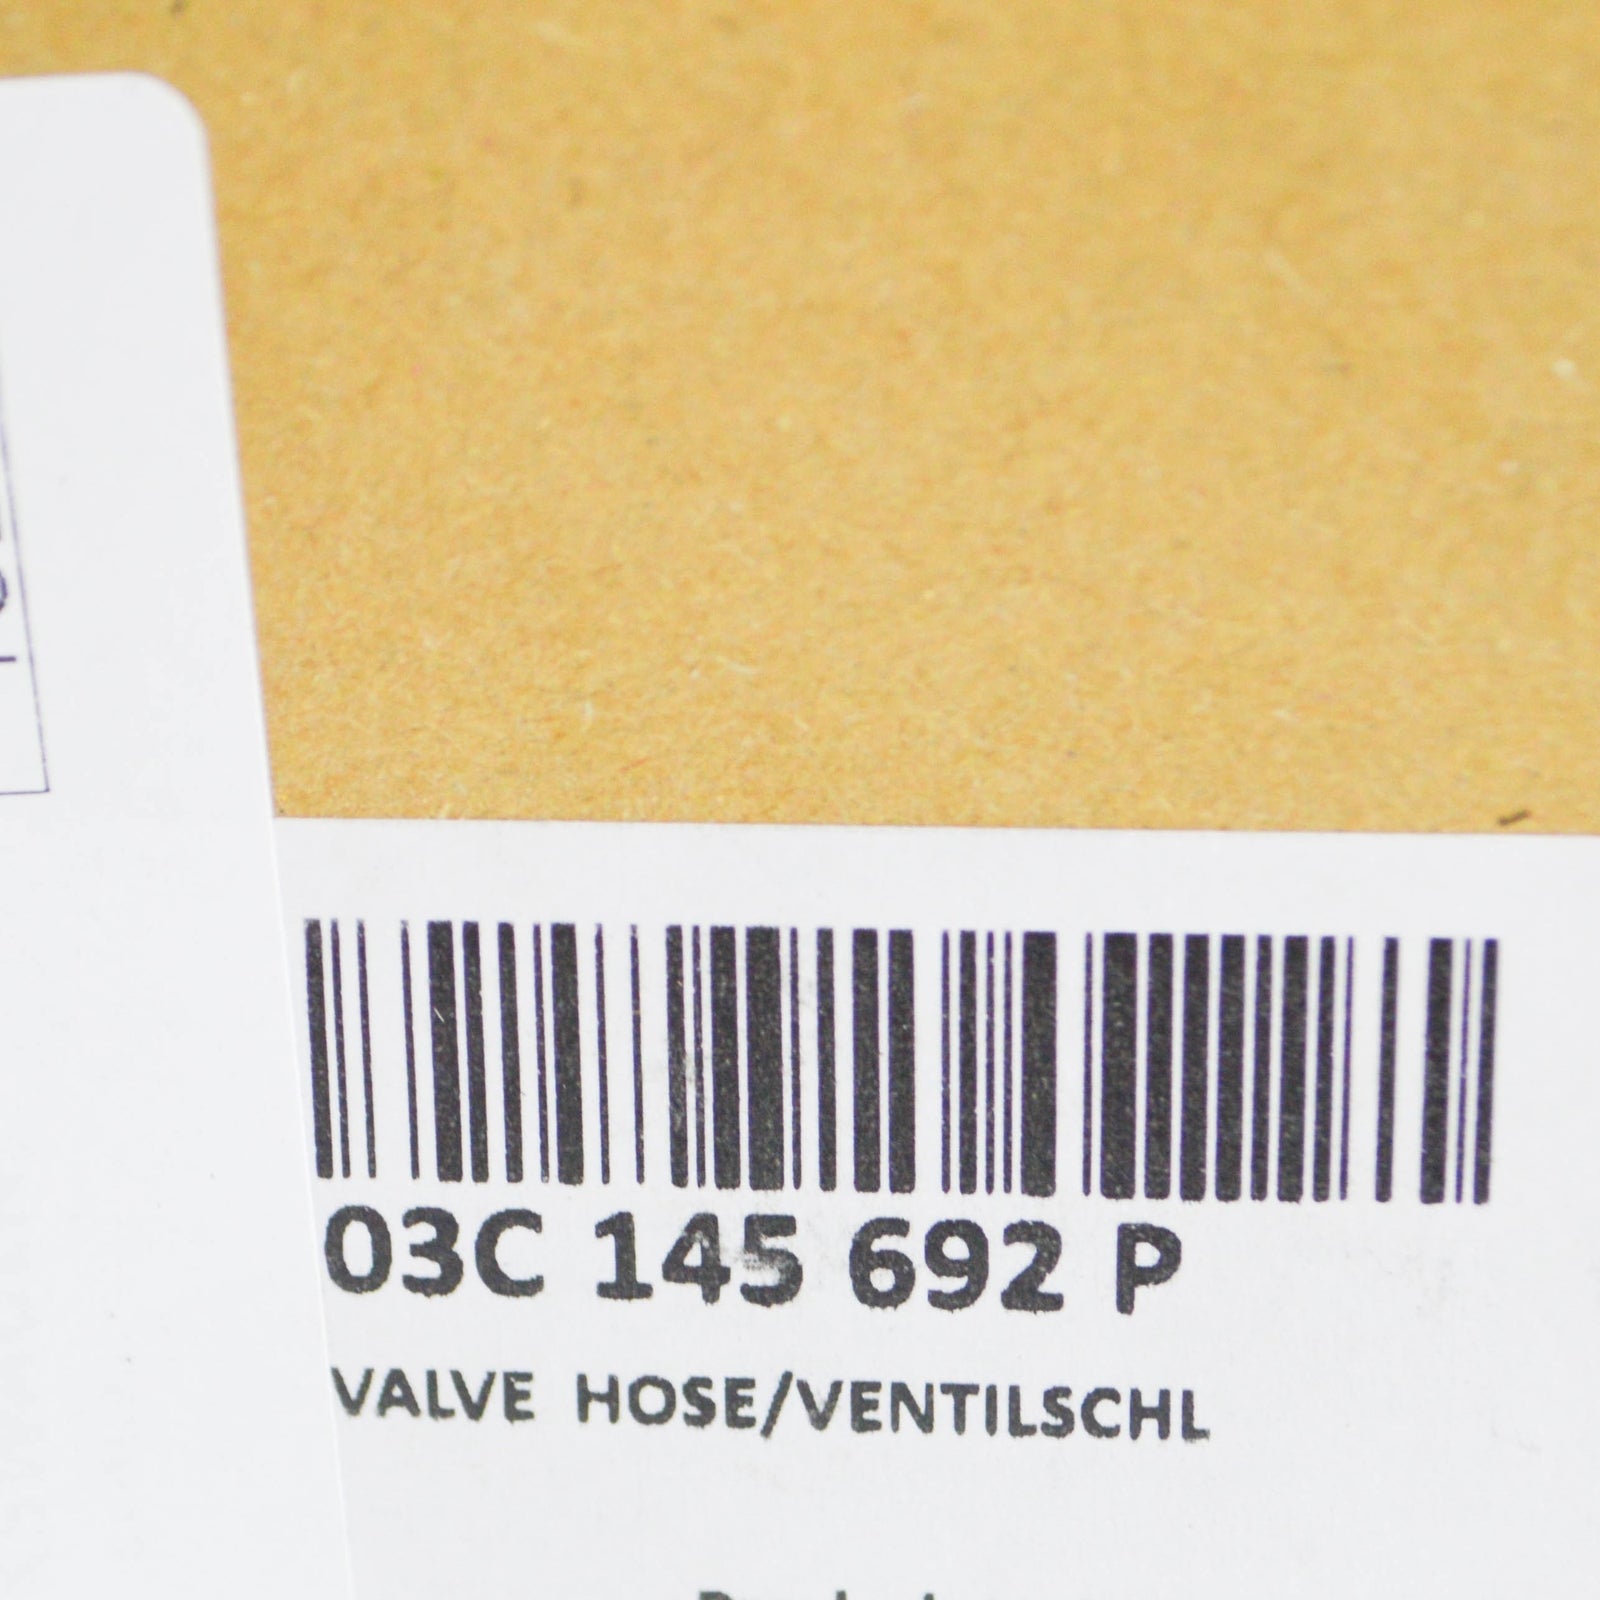 03C 145 692 P
VALVE HOSE/VENTILSCHL